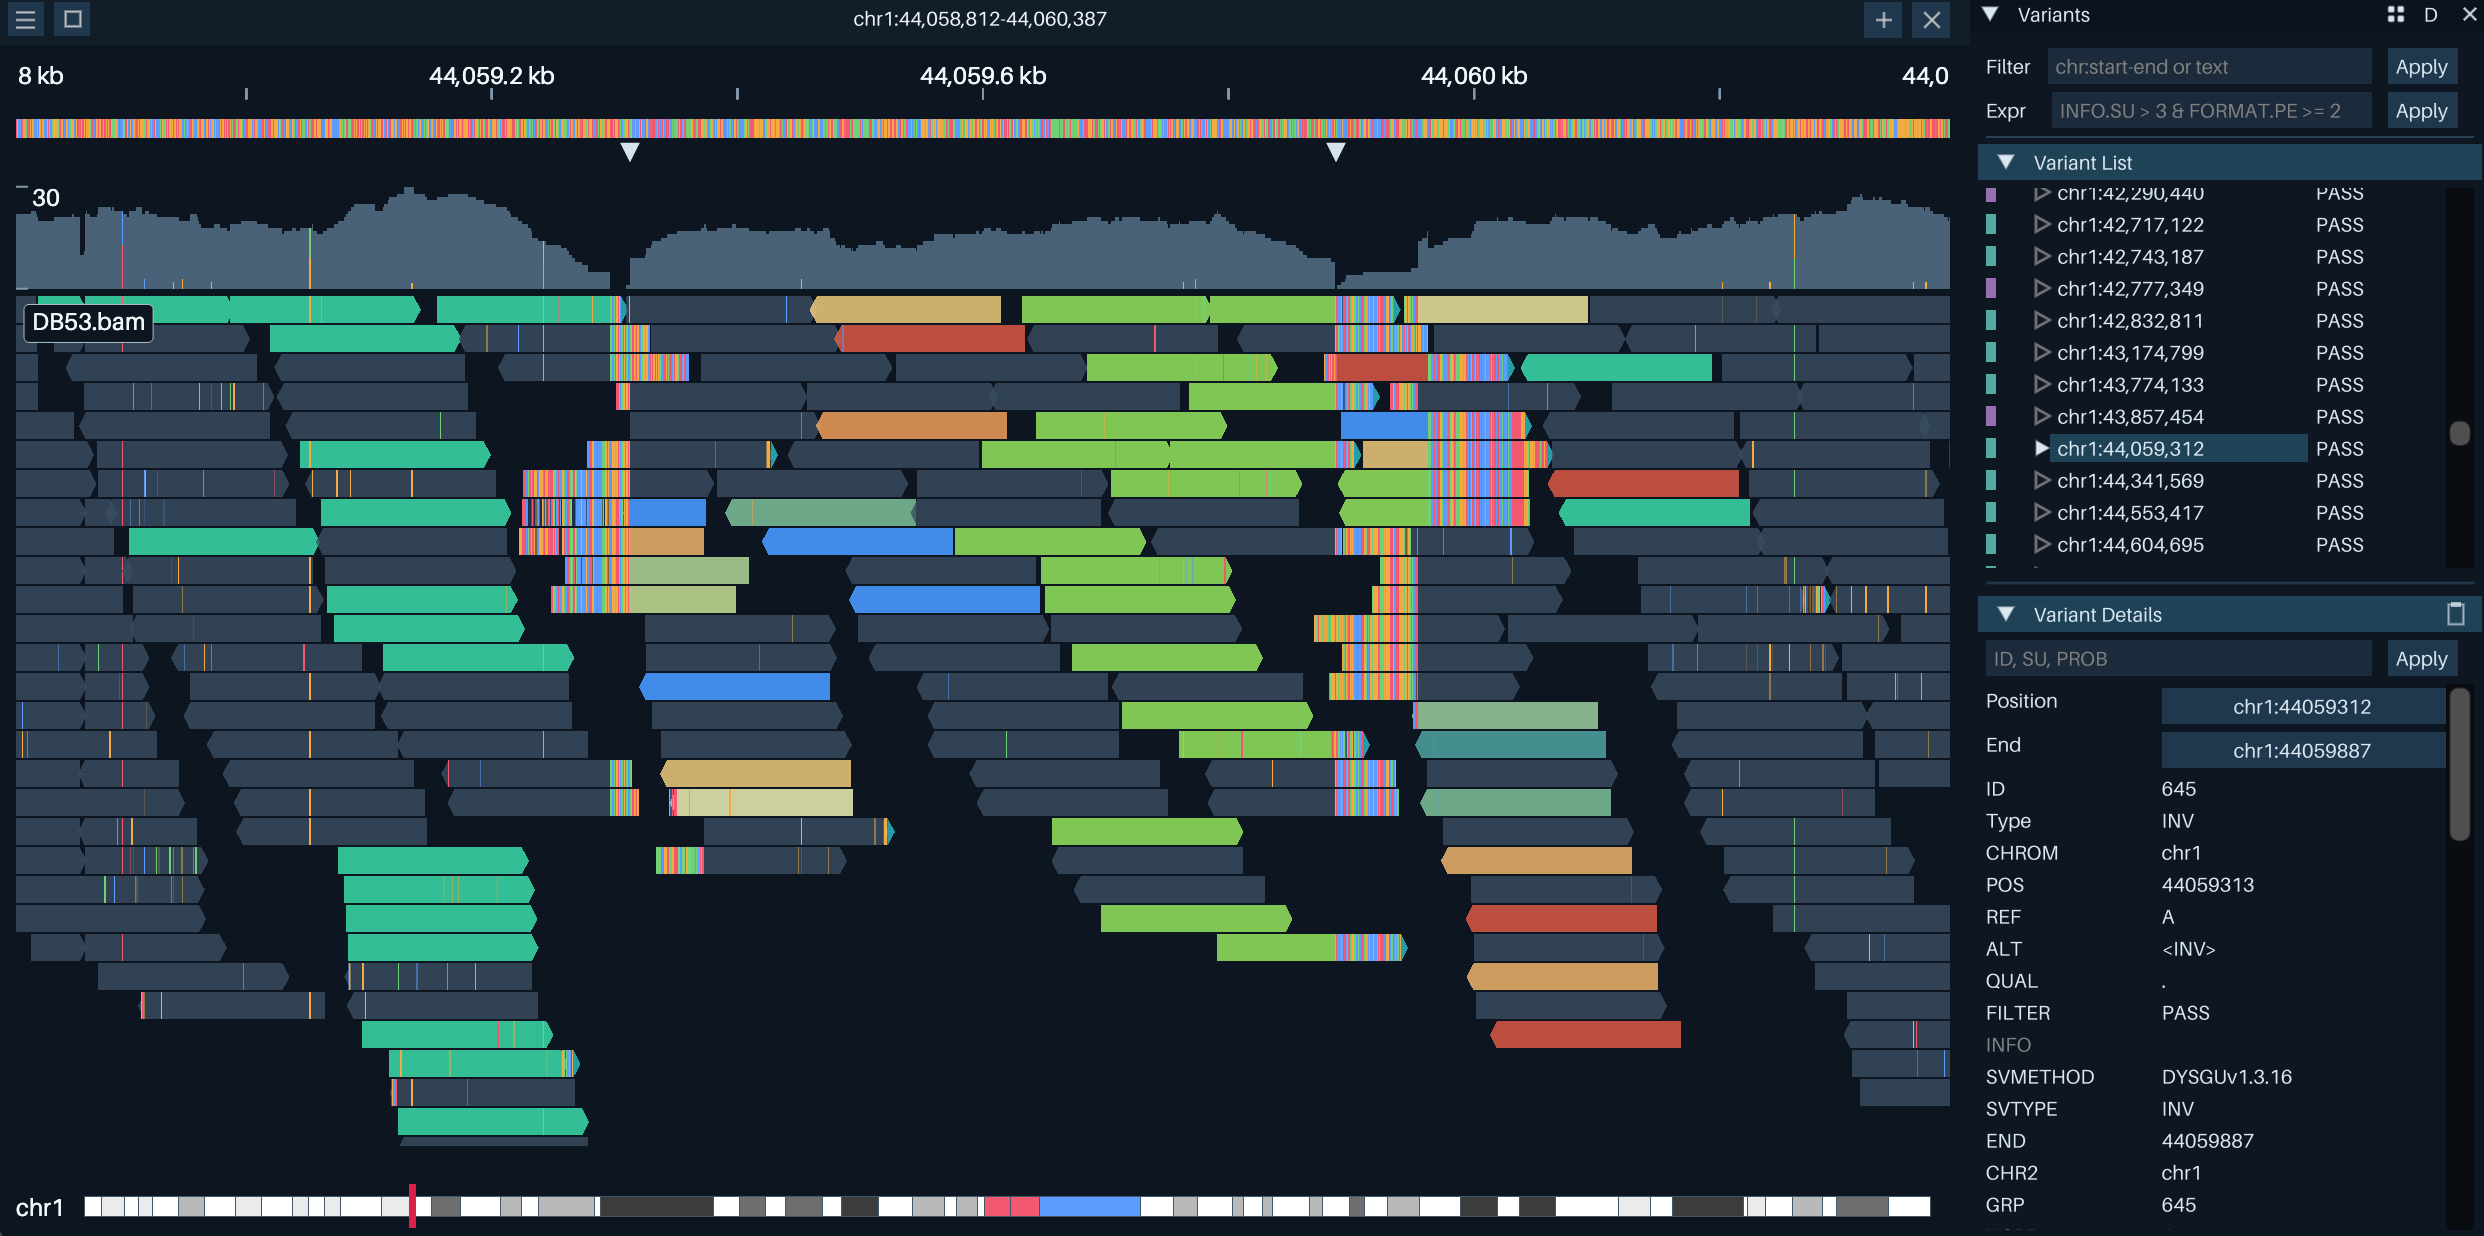 chr1:44,058,812-44,060,387
8 kb 44,059.2 kb 44,059.6 kb 44,060 kb 44,0
30
DB53.bam
chr1
Variants D
Filter chr:start-end or text Apply
Expr INFO.SU > 3 & FORMAT.PE >= 2 Apply
Variant List
chr1:42,290,440 PASS
chr1:42,717,122 PASS
chr1:42,743,187 PASS
chr1:42,777,349 PASS
chr1:42,832,811 PASS
chr1:43,174,799 PASS
chr1:43,774,133 PASS
chr1:43,857,454 PASS
chr1:44,059,312 PASS
chr1:44,341,569 PASS
chr1:44,553,417 PASS
chr1:44,604,695 PASS
Variant Details
ID, SU, PROB Apply
Position chr1:44059312
End chr1:44059887
ID 645
Type INV
CHROM chr1
POS 44059313
REF A
ALT <INV>
QUAL .
FILTER PASS
INFO
SVMETHOD DYSGUv1.3.16
SVTYPE INV
END 44059887
CHR2 chr1
GRP 645